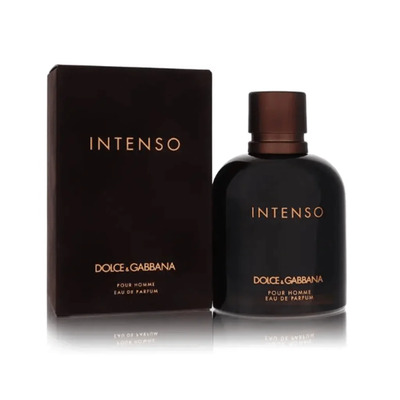 INTENSO
DOLCE & GABBANA
POUR HOMME
EAU DE PARFUM
INTENSO
DOLCE & GABBANA
POUR HOMME
EAU DE PARFUM